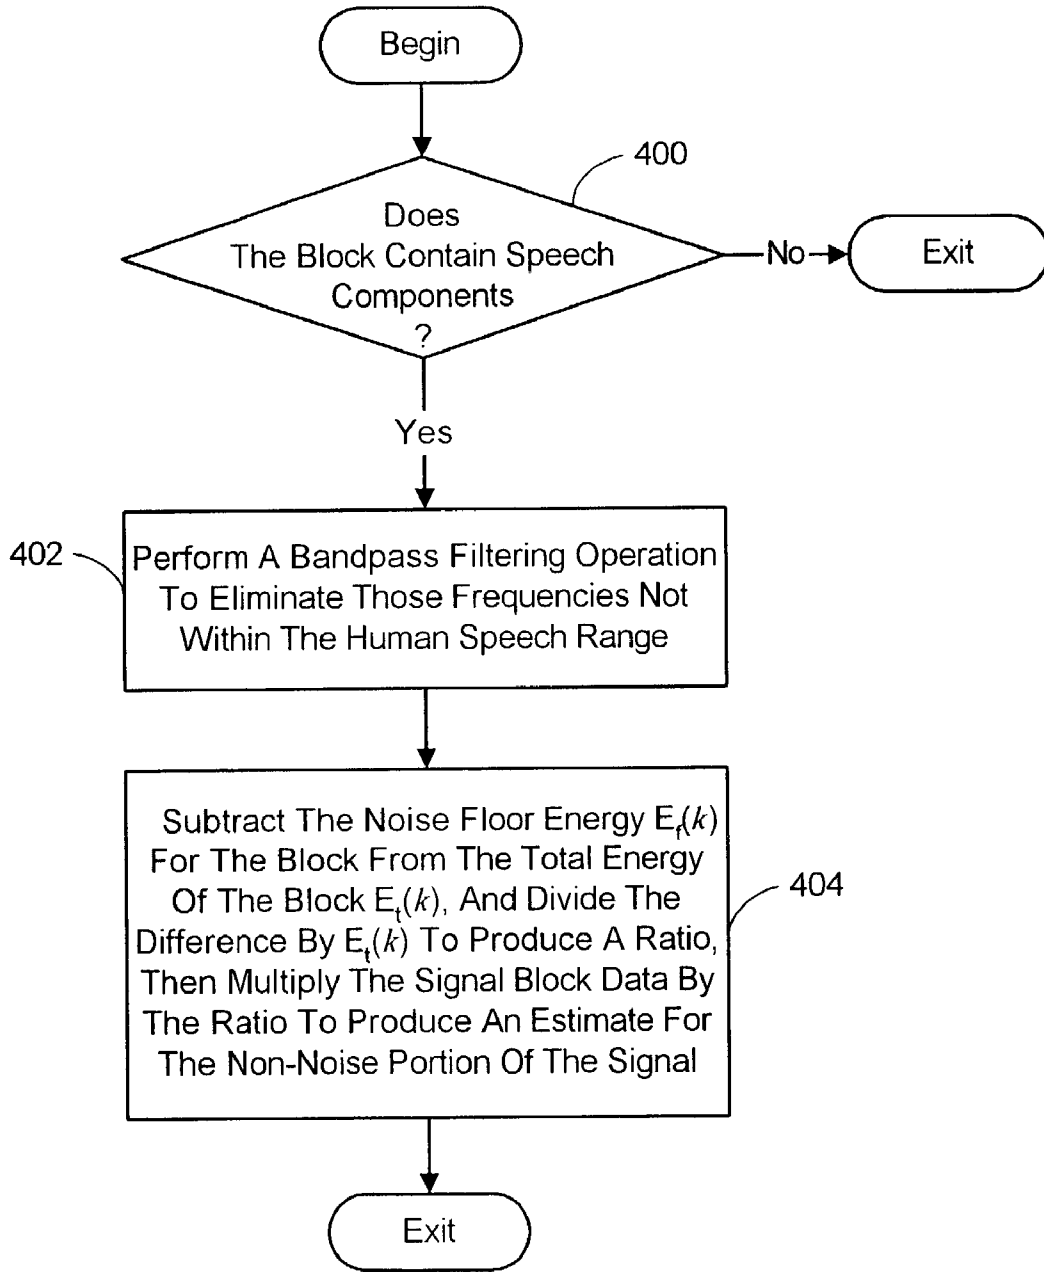 Begin
400
Does
The Block Contain Speech
Components
?
No
Exit
Yes
402
Perform A Bandpass Filtering Operation
To Eliminate Those Frequencies Not
Within The Human Speech Range
Subtract The Noise Floor Energy E_f(k)
For The Block From The Total Energy
Of The Block E_t(k), And Divide The
Difference By E_t(k) To Produce A Ratio,
Then Multiply The Signal Block Data By
The Ratio To Produce An Estimate For
The Non-Noise Portion Of The Signal
404
Exit